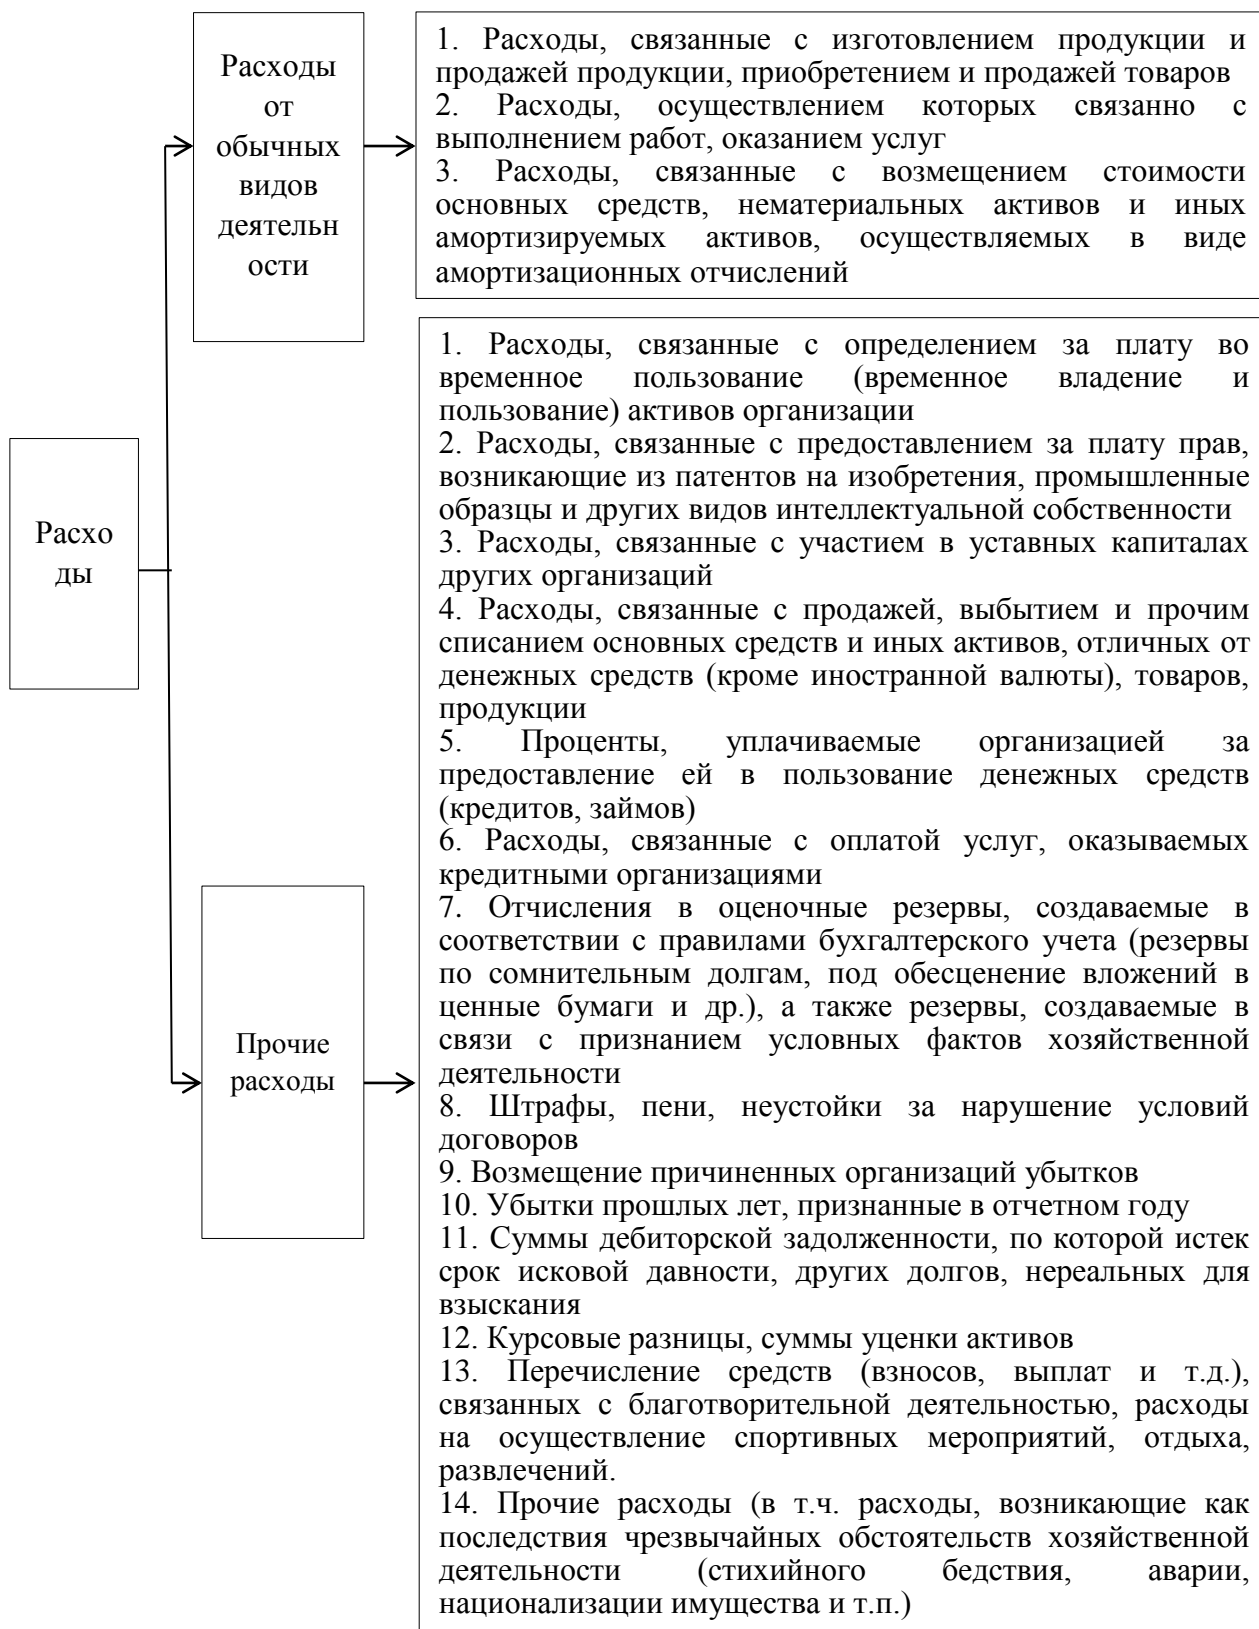 Расходы
от
обычных
видов
деятельн
ости
1. Расходы, связанные с изготовлением продукции и
продажей продукции, приобретением и продажей товаров
2. Расходы, осуществлением которых связанно с
выполнением работ, оказанием услуг
3. Расходы, связанные с возмещением стоимости
основных средств, нематериальных активов и иных
амортизируемых активов, осуществляемых в виде
амортизационных отчислений
Расхо
ды
Прочие
расходы
1. Расходы, связанные с определением за плату во
временное пользование (временное владение и
пользование) активов организации
2. Расходы, связанные с предоставлением за плату прав,
возникающие из патентов на изобретения, промышленные
образцы и других видов интеллектуальной собственности
3. Расходы, связанные с участием в уставных капиталах
других организаций
4. Расходы, связанные с продажей, выбытием и прочим
списанием основных средств и иных активов, отличных от
денежных средств (кроме иностранной валюты), товаров,
продукции
5. Проценты, уплачиваемые организацией за
предоставление ей в пользование денежных средств
(кредитов, займов)
6. Расходы, связанные с оплатой услуг, оказываемых
кредитными организациями
7. Отчисления в оценочные резервы, создаваемые в
соответствии с правилами бухгалтерского учета (резервы
по сомнительным долгам, под обесценение вложений в
ценные бумаги и др.), а также резервы, создаваемые в
связи с признанием условных фактов хозяйственной
деятельности
8. Штрафы, пени, неустойки за нарушение условий
договоров
9. Возмещение причиненных организаций убытков
10. Убытки прошлых лет, признанные в отчетном году
11. Суммы дебиторской задолженности, по которой истек
срок исковой давности, других долгов, нереальных для
взыскания
12. Курсовые разницы, суммы уценки активов
13. Перечисление средств (взносов, выплат и т.д.),
связанных с благотворительной деятельностью, расходы
на осуществление спортивных мероприятий, отдыха,
развлечений.
14. Прочие расходы (в т.ч. расходы, возникающие как
последствия чрезвычайных обстоятельств хозяйственной
деятельности (стихийного бедствия, аварии,
национализации имущества и т.п.)